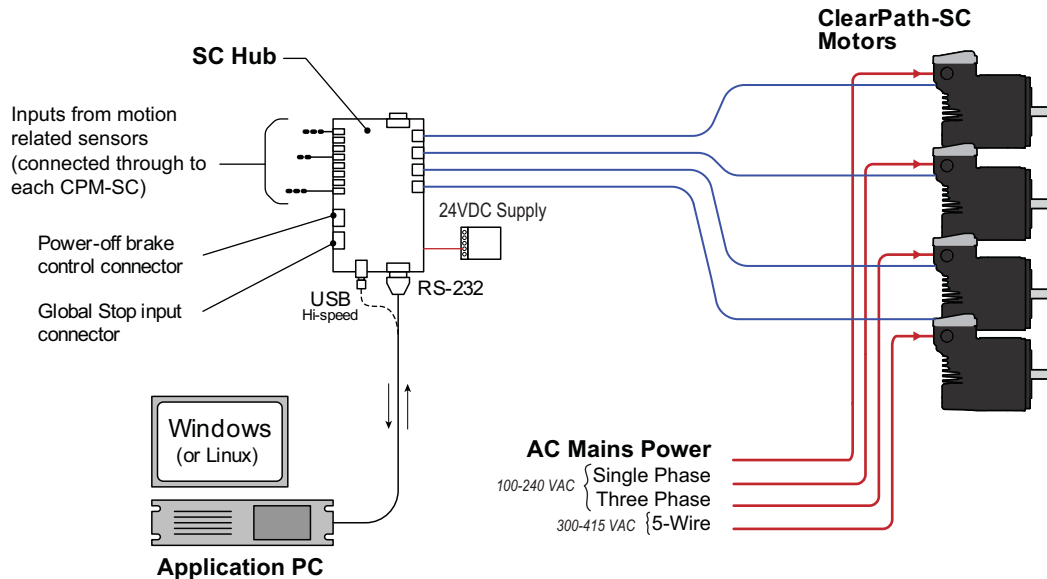 ClearPath-SC
Motors
SC Hub
Inputs from motion
related sensors
(connected through to
each CPM-SC)
24VDC Supply
Power-off brake
control connector
RS-232
USB
Hi-speed
Global Stop input
connector
Windows
(or Linux)
AC Mains Power
100-240 VAC { Single Phase
Three Phase
300-415 VAC { 5-Wire
Application PC